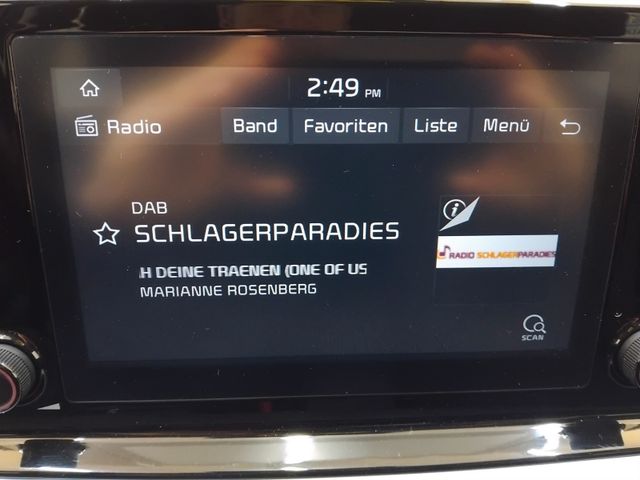 2:49 PM
Radio Band Favoriten Liste Menü
DAB
SCHLAGERPARADIES
H DEINE TRAENEN (ONE OF US
MARIANNE ROSENBERG
RADIO SCHLAGERPARADIES
SCAN